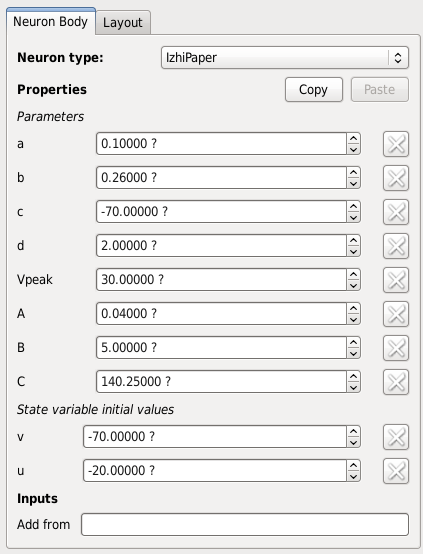 Neuron Body Layout
Neuron type: IzhiPaper
Properties Copy Paste
Parameters
a 0.10000 ?
b 0.26000 ?
c -70.00000 ?
d 2.00000 ?
Vpeak 30.00000 ?
A 0.04000 ?
B 5.00000 ?
C 140.25000 ?
State variable initial values
v -70.00000 ?
u -20.00000 ?
Inputs
Add from